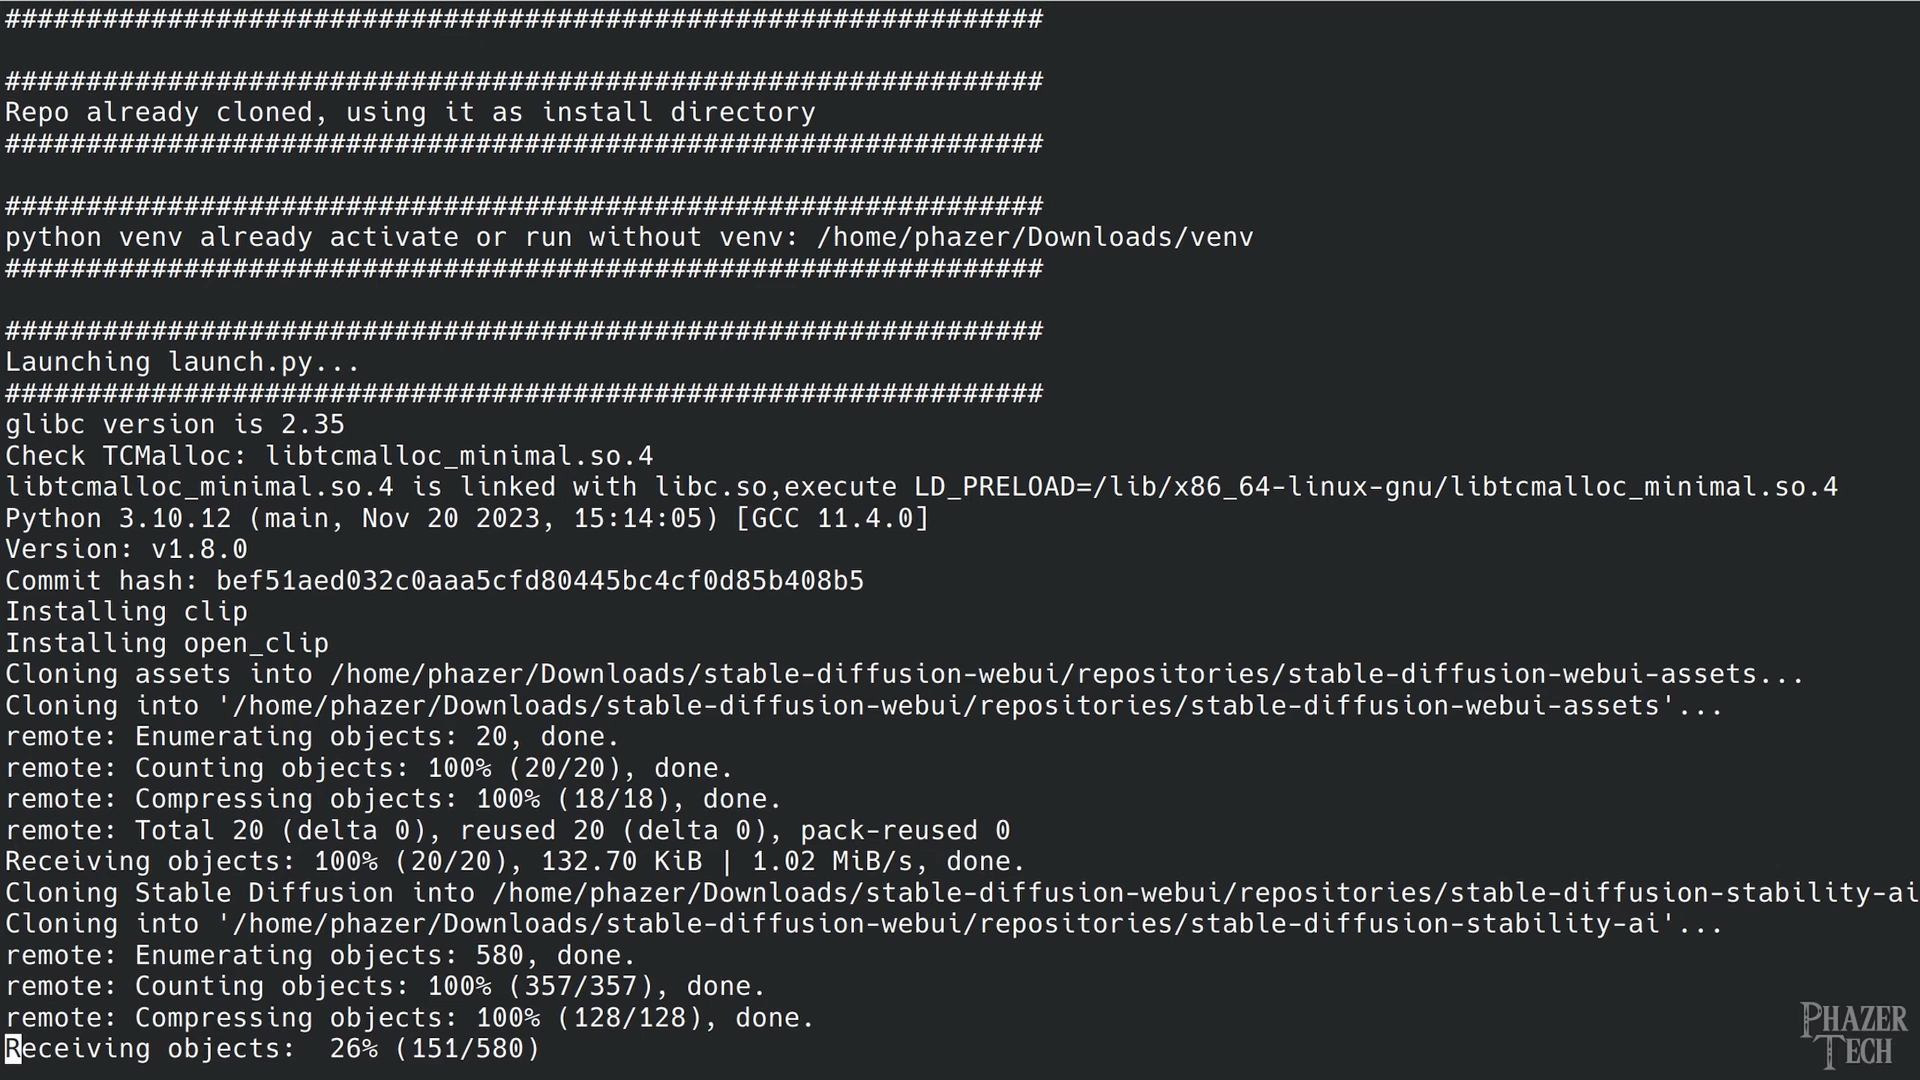 ################################################################
################################################################
Repo already cloned, using it as install directory
################################################################
################################################################
python venv already activate or run without venv: /home/phazer/Downloads/venv
################################################################
################################################################
Launching launch.py...
################################################################
glibc version is 2.35
Check TCMalloc: libtcmalloc_minimal.so.4
libtcmalloc_minimal.so.4 is linked with libc.so,execute LD_PRELOAD=/lib/x86_64-linux-gnu/libtcmalloc_minimal.so.4
Python 3.10.12 (main, Nov 20 2023, 15:14:05) [GCC 11.4.0]
Version: v1.8.0
Commit hash: bef51aed032c0aaa5cfd80445bc4cf0d85b408b5
Installing clip
Installing open_clip
Cloning assets into /home/phazer/Downloads/stable-diffusion-webui/repositories/stable-diffusion-webui-assets...
Cloning into '/home/phazer/Downloads/stable-diffusion-webui/repositories/stable-diffusion-webui-assets'...
remote: Enumerating objects: 20, done.
remote: Counting objects: 100% (20/20), done.
remote: Compressing objects: 100% (18/18), done.
remote: Total 20 (delta 0), reused 20 (delta 0), pack-reused 0
Receiving objects: 100% (20/20), 132.70 KiB | 1.02 MiB/s, done.
Cloning Stable Diffusion into /home/phazer/Downloads/stable-diffusion-webui/repositories/stable-diffusion-stability-ai
Cloning into '/home/phazer/Downloads/stable-diffusion-webui/repositories/stable-diffusion-stability-ai'...
remote: Enumerating objects: 580, done.
remote: Counting objects: 100% (357/357), done.
remote: Compressing objects: 100% (128/128), done.
Receiving objects:  26% (151/580)
PHAZER
TECH